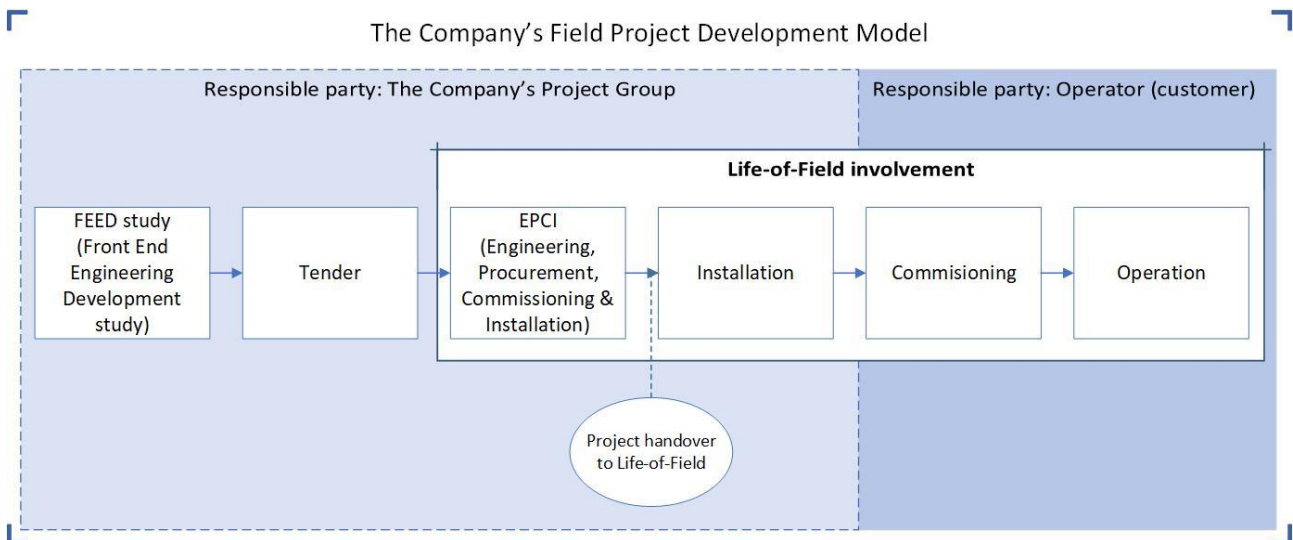 The Company’s Field Project Development Model
Responsible party: The Company’s Project Group
Responsible party: Operator (customer)
Life-of-Field involvement
FEED study
(Front End
Engineering
Development
study)
Tender
EPCI
(Engineering,
Procurement,
Commissioning &
Installation)
Installation
Commisioning
Operation
Project handover
to Life-of-Field